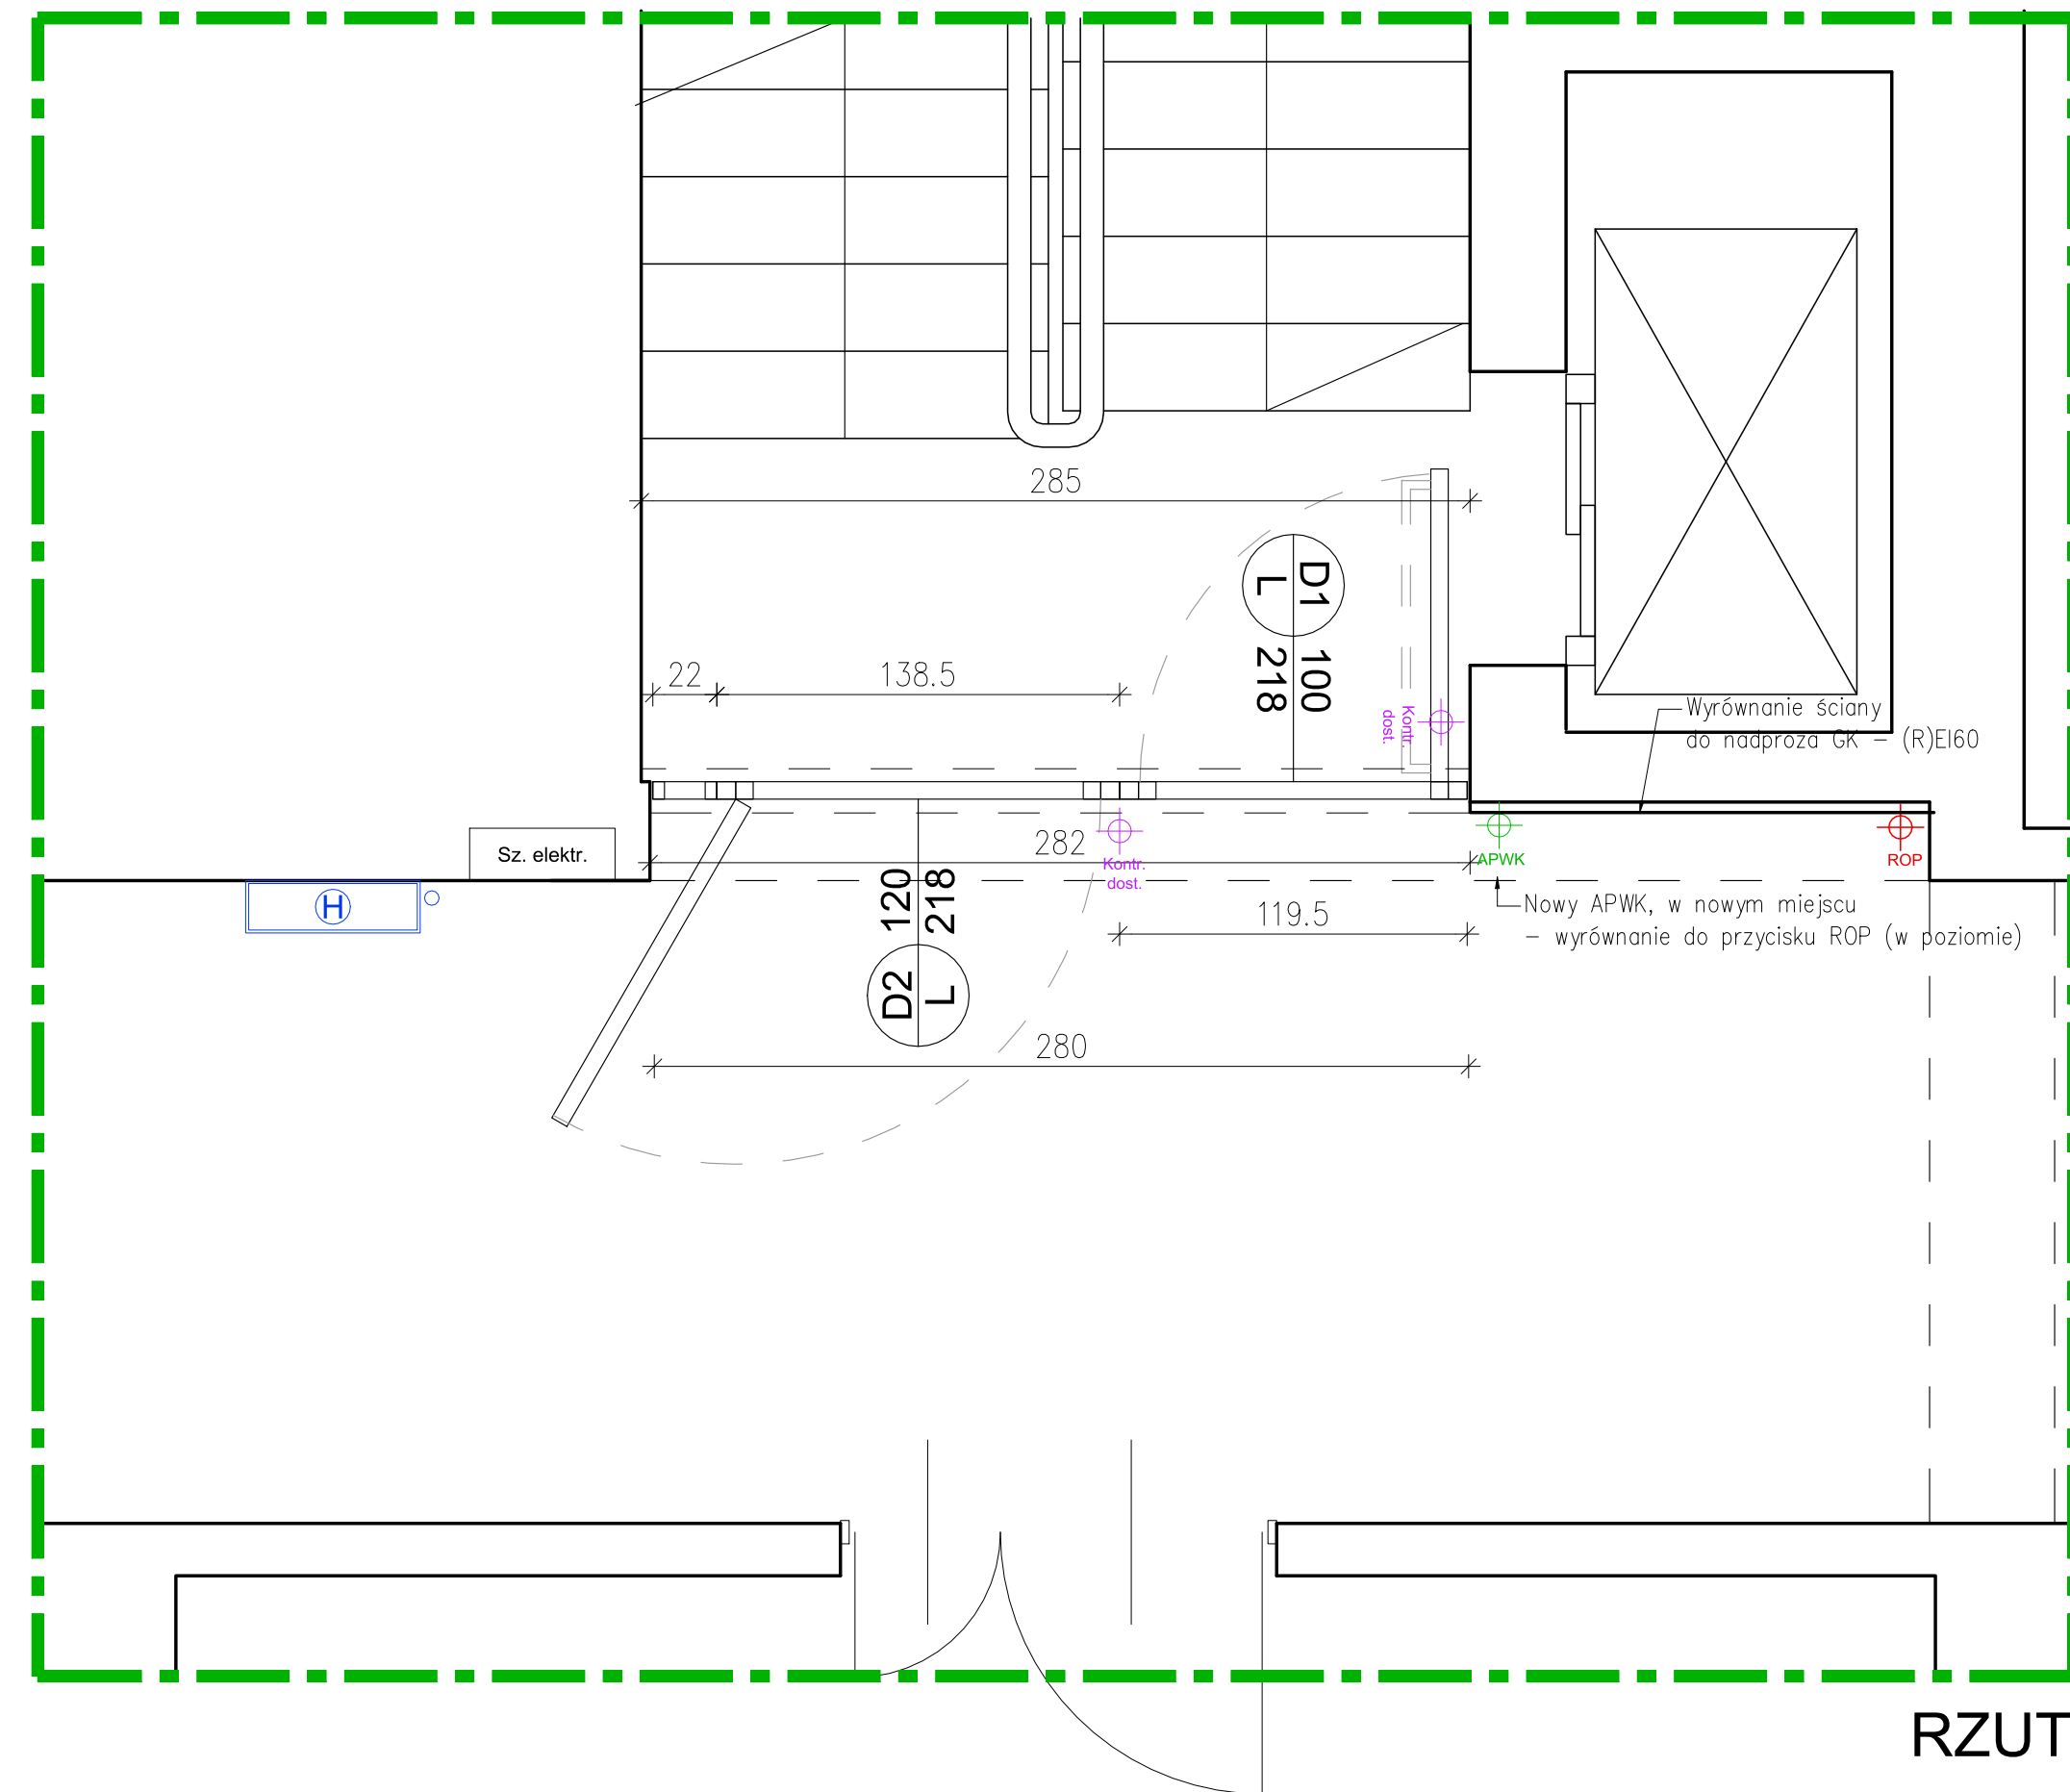 285
D1 100
L 218
22
138.5
Kontr.
dost.
Wyrównanie ściany
do nadproża GK – (R)EI60
Sz. elektr.
282
Kontr.
dost.
APWK
ROP
H
D2 120
L 218
119.5
Nowy APWK, w nowym miejscu
– wyrównanie do przycisku ROP (w poziomie)
280
RZUT